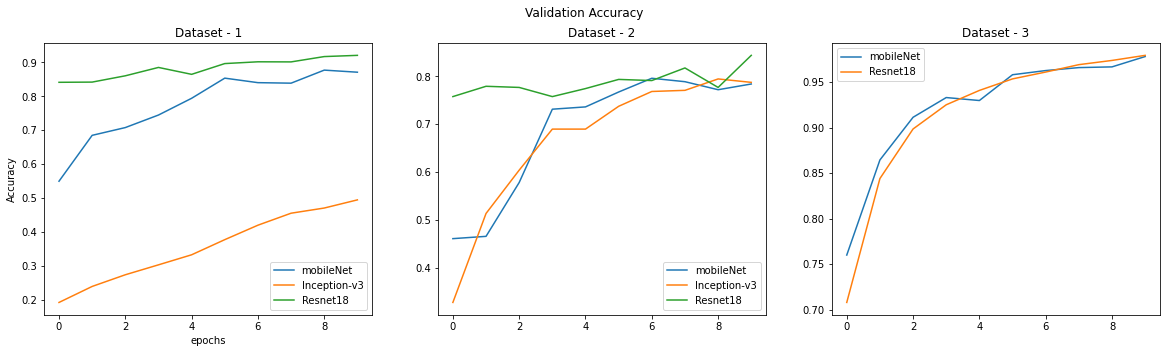 Validation Accuracy
Dataset - 1
Accuracy
0.9
0.8
0.7
0.6
0.5
0.4
0.3
0.2
0 2 4 6 8
epochs
mobileNet
Inception-v3
Resnet18
Dataset - 2
0.8
0.7
0.6
0.5
0.4
0 2 4 6 8
mobileNet
Inception-v3
Resnet18
Dataset - 3
mobileNet
Resnet18
0.95
0.90
0.85
0.80
0.75
0.70
0 2 4 6 8